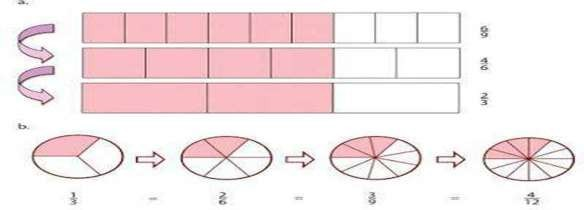 a.
6/9
4/6
2/3
b.
1/3 = 2/6 = 3/9 = 4/12